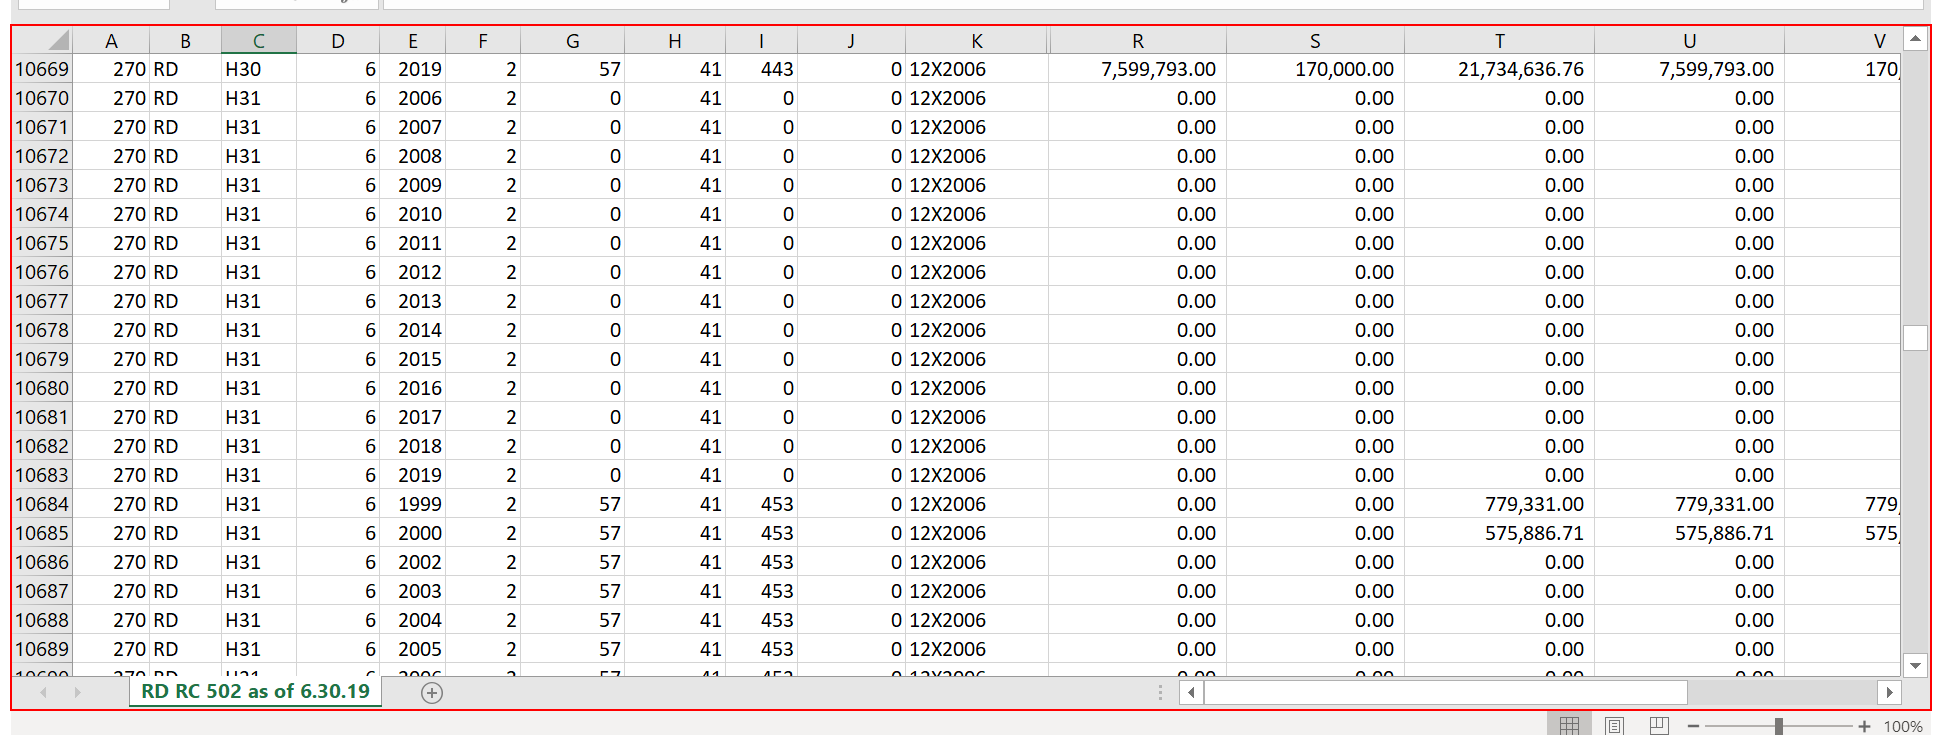 A B C D E F G H I J K R S T U V
10669 270 RD H30 6 2019 2 57 41 443 0 12X2006 7,599,793.00 170,000.00 21,734,636.76 7,599,793.00 170,
10670 270 RD H31 6 2006 2 0 41 0 0 12X2006 0.00 0.00 0.00 0.00
10671 270 RD H31 6 2007 2 0 41 0 0 12X2006 0.00 0.00 0.00 0.00
10672 270 RD H31 6 2008 2 0 41 0 0 12X2006 0.00 0.00 0.00 0.00
10673 270 RD H31 6 2009 2 0 41 0 0 12X2006 0.00 0.00 0.00 0.00
10674 270 RD H31 6 2010 2 0 41 0 0 12X2006 0.00 0.00 0.00 0.00
10675 270 RD H31 6 2011 2 0 41 0 0 12X2006 0.00 0.00 0.00 0.00
10676 270 RD H31 6 2012 2 0 41 0 0 12X2006 0.00 0.00 0.00 0.00
10677 270 RD H31 6 2013 2 0 41 0 0 12X2006 0.00 0.00 0.00 0.00
10678 270 RD H31 6 2014 2 0 41 0 0 12X2006 0.00 0.00 0.00 0.00
10679 270 RD H31 6 2015 2 0 41 0 0 12X2006 0.00 0.00 0.00 0.00
10680 270 RD H31 6 2016 2 0 41 0 0 12X2006 0.00 0.00 0.00 0.00
10681 270 RD H31 6 2017 2 0 41 0 0 12X2006 0.00 0.00 0.00 0.00
10682 270 RD H31 6 2018 2 0 41 0 0 12X2006 0.00 0.00 0.00 0.00
10683 270 RD H31 6 2019 2 0 41 0 0 12X2006 0.00 0.00 0.00 0.00
10684 270 RD H31 6 1999 2 57 41 453 0 12X2006 0.00 0.00 779,331.00 779,331.00 779,
10685 270 RD H31 6 2000 2 57 41 453 0 12X2006 0.00 0.00 575,886.71 575,886.71 575,
10686 270 RD H31 6 2002 2 57 41 453 0 12X2006 0.00 0.00 0.00 0.00
10687 270 RD H31 6 2003 2 57 41 453 0 12X2006 0.00 0.00 0.00 0.00
10688 270 RD H31 6 2004 2 57 41 453 0 12X2006 0.00 0.00 0.00 0.00
10689 270 RD H31 6 2005 2 57 41 453 0 12X2006 0.00 0.00 0.00 0.00
RD RC 502 as of 6.30.19
100%